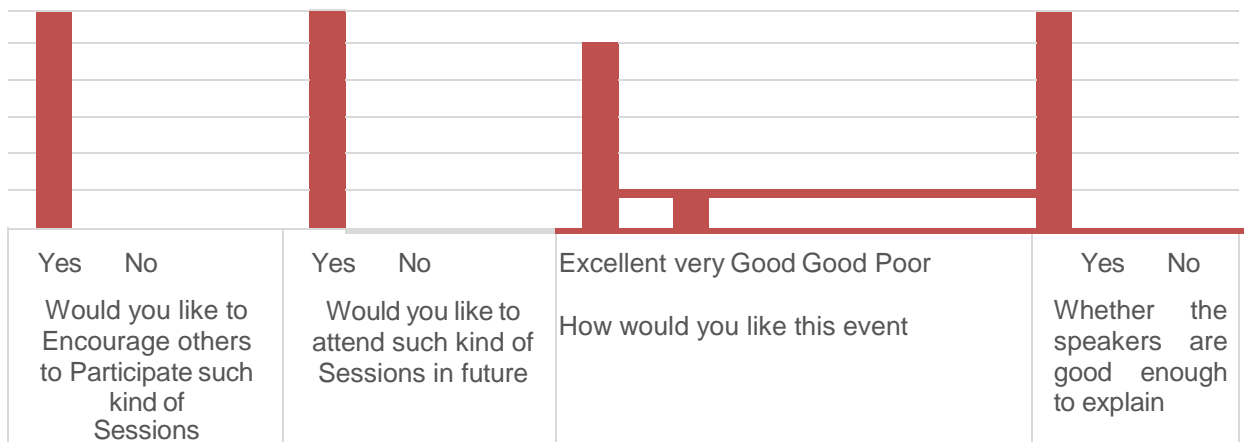 Yes No
Would you like to
Encourage others
to Participate such
kind of
Sessions
Yes No
Would you like to
attend such kind of
Sessions in future
Excellent very Good Good Poor
How would you like this event
Yes No
Whether the
speakers are
good enough
to explain